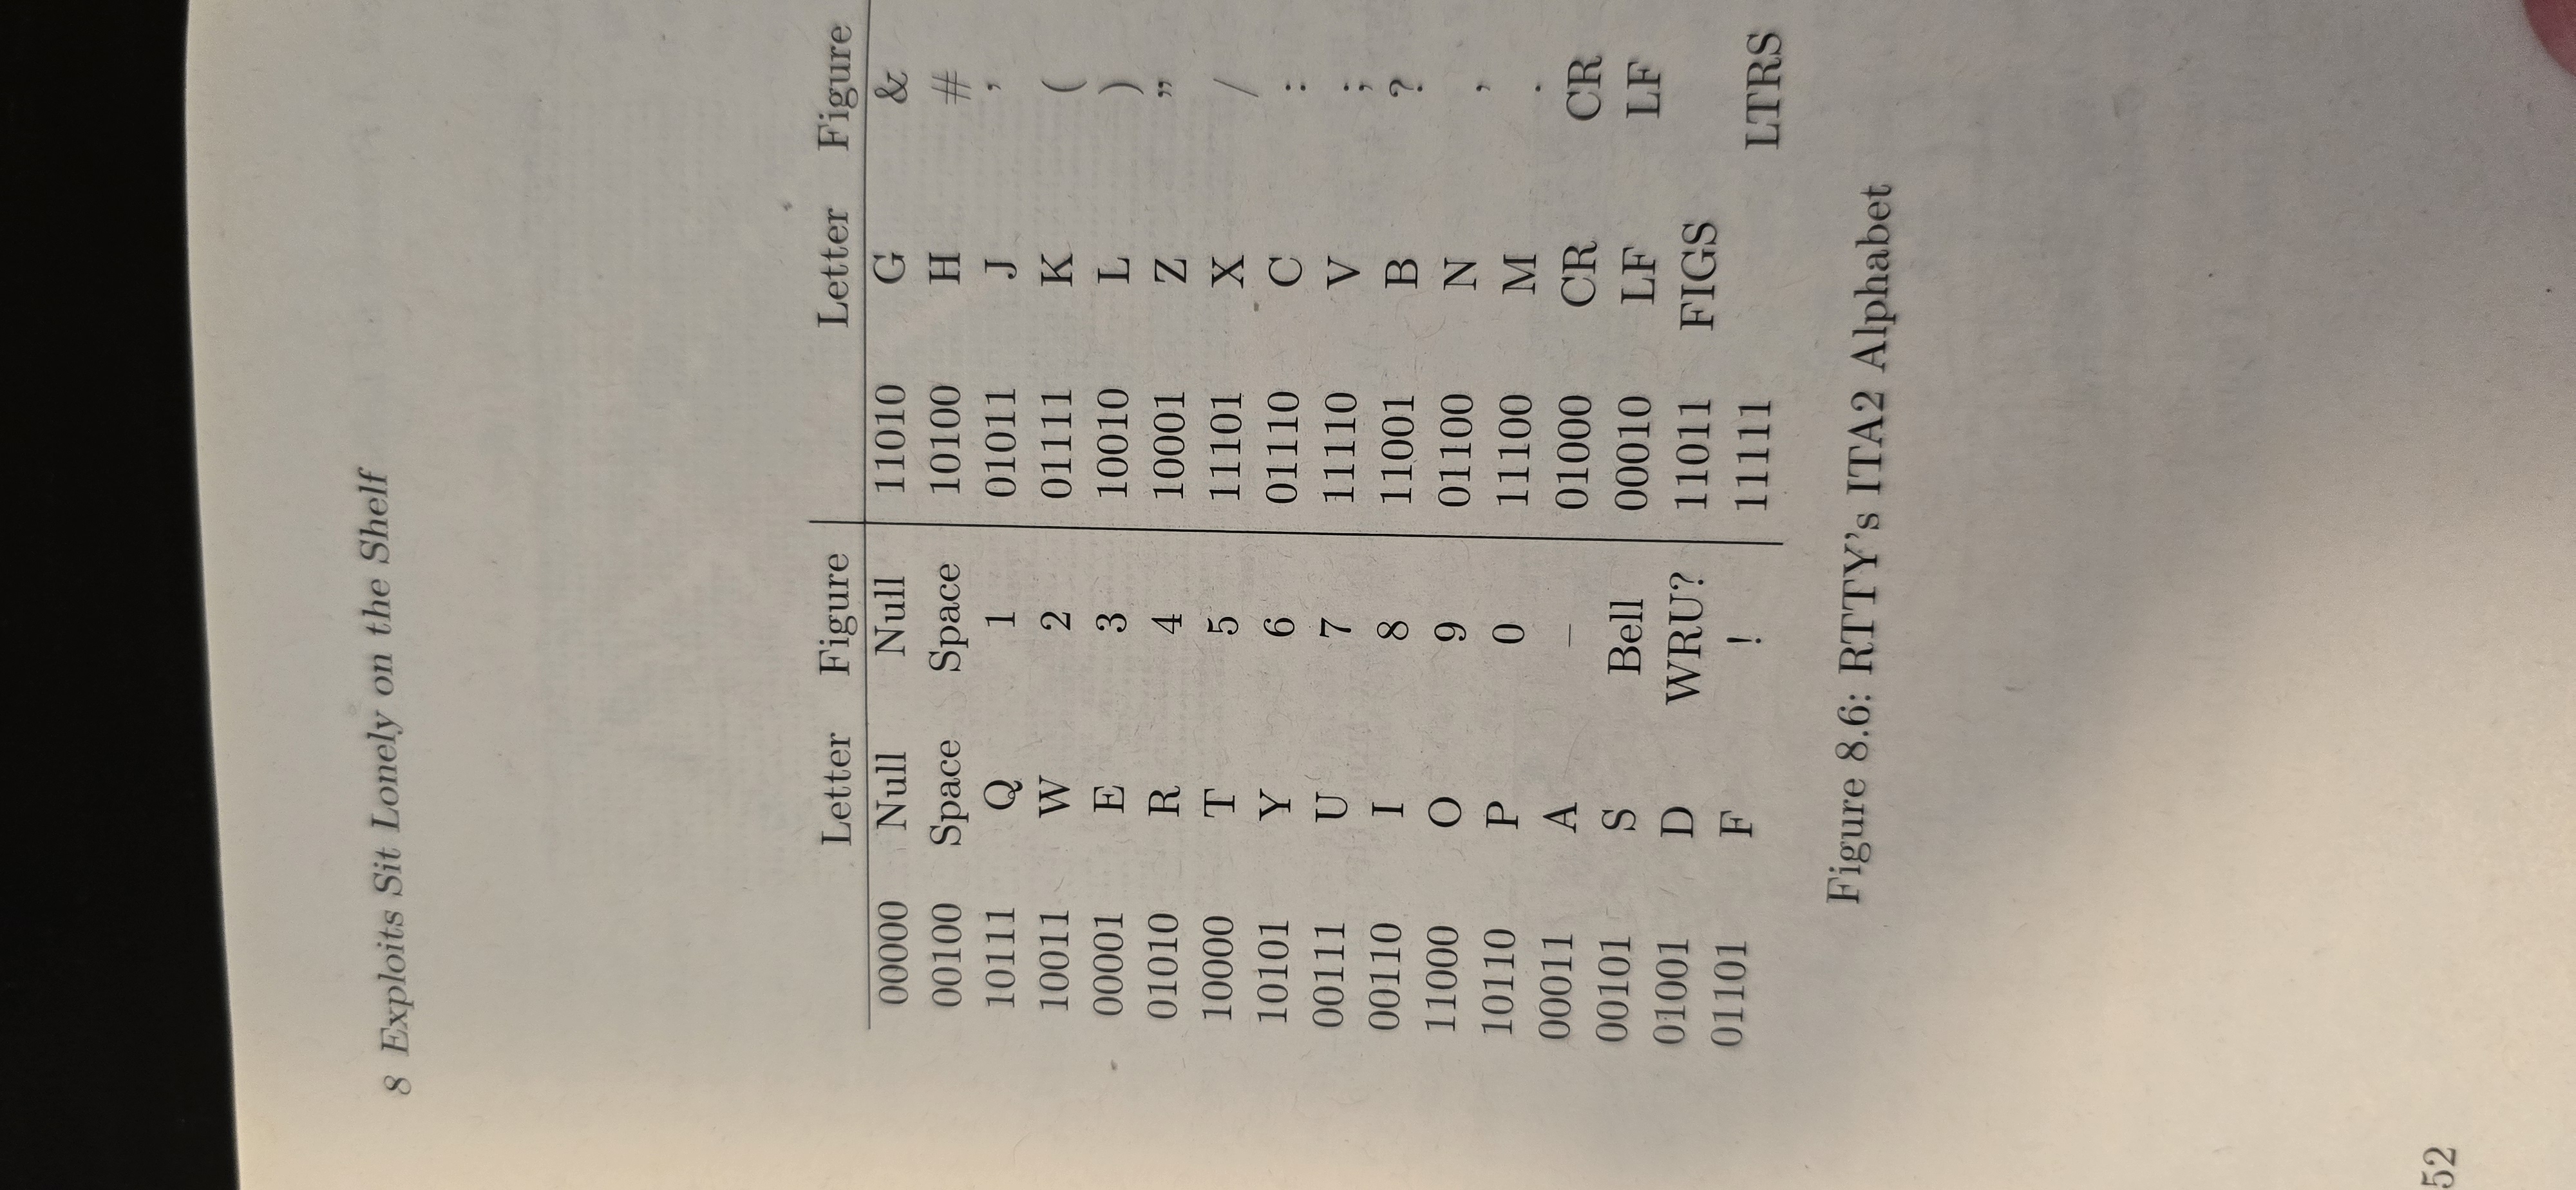 8 Exploits Sit Lonely on the Shelf
Letter Figure Letter Figure
00000 Null Null 11010 G &
00100 Space Space 10100 H #
10111 Q 1 01011 J ’
10011 W 2 01111 K (
00001 E 3 10010 L )
01010 R 4 10001 Z ”
10000 T 5 11101 X /
10101 Y 6 01110 C :
00111 U 7 11110 V ;
00110 I 8 11001 B ?
11000 O 9 01100 N ,
10110 P 0 11100 M .
00011 A – 01000 CR CR
00101 S Bell 00010 LF LF
01001 D WRU? 11011 FIGS
01101 F ! 11111 LTRS
Figure 8.6: RTTY’s ITA2 Alphabet
52